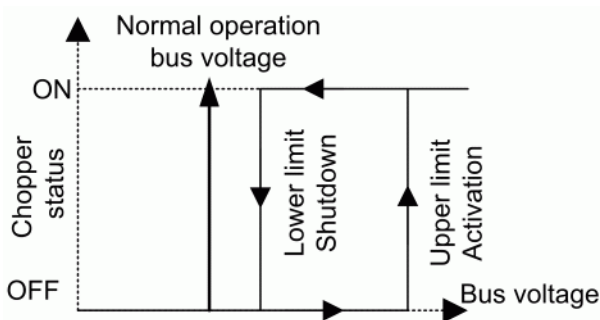 Normal operation
bus voltage
ON
Chopper
status
Lower limit
Shutdown
Upper limit
Activation
OFF
Bus voltage